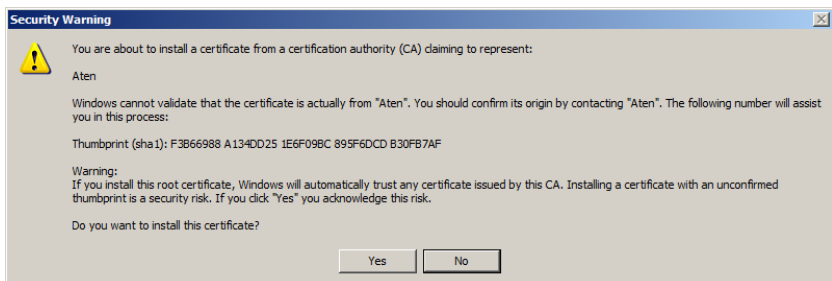 Security Warning
You are about to install a certificate from a certification authority (CA) claiming to represent:
Aten
Windows cannot validate that the certificate is actually from "Aten". You should confirm its origin by contacting "Aten". The following number will assist
you in this process:
Thumbprint (sha1): F3B66988 A134DD25 1E6F09BC 895F6DCD B30FB7AF
Warning:
If you install this root certificate, Windows will automatically trust any certificate issued by this CA. Installing a certificate with an unconfirmed
thumbprint is a security risk. If you click "Yes" you acknowledge this risk.
Do you want to install this certificate?
Yes
No